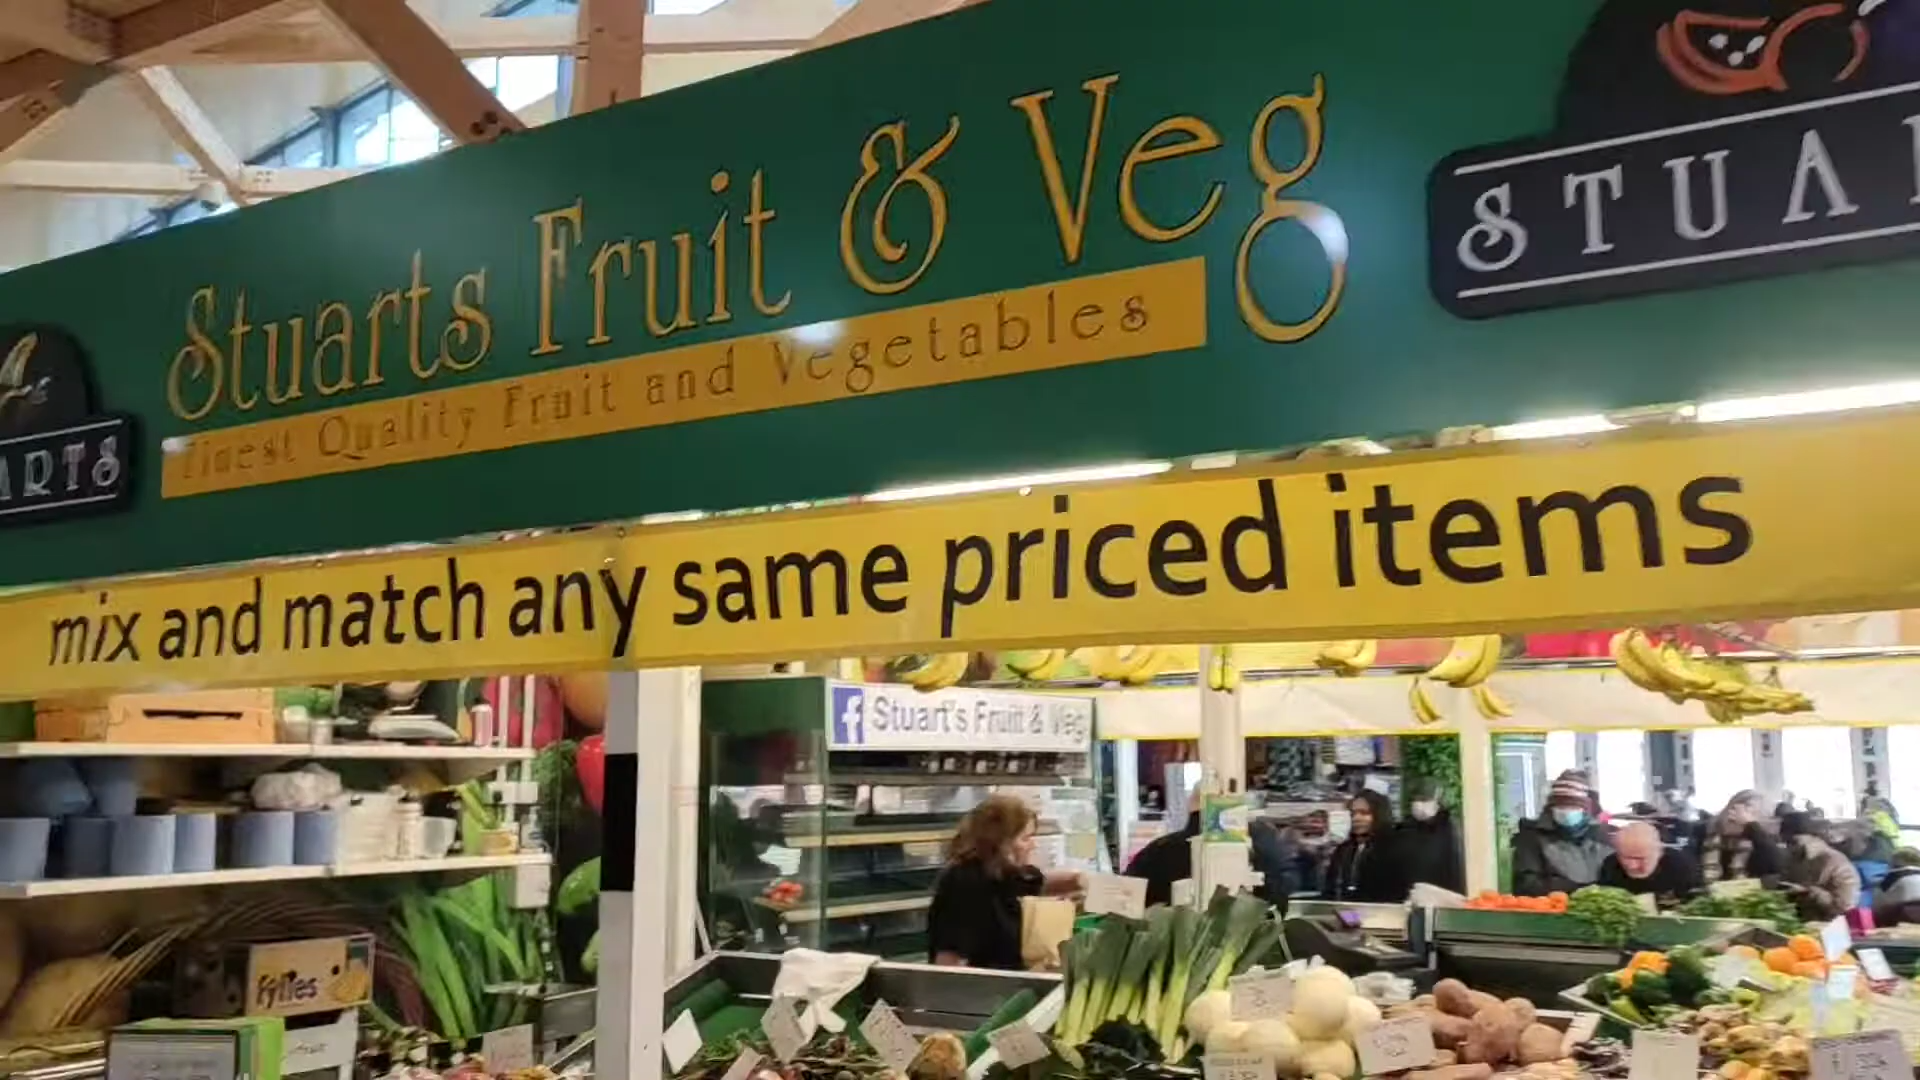 Stuarts Fruit & Veg
Finest Quality Fruit and Vegetables
STUA
ARTS
mix and match any same priced items
f Stuart's Fruit & Veg
Fyffes